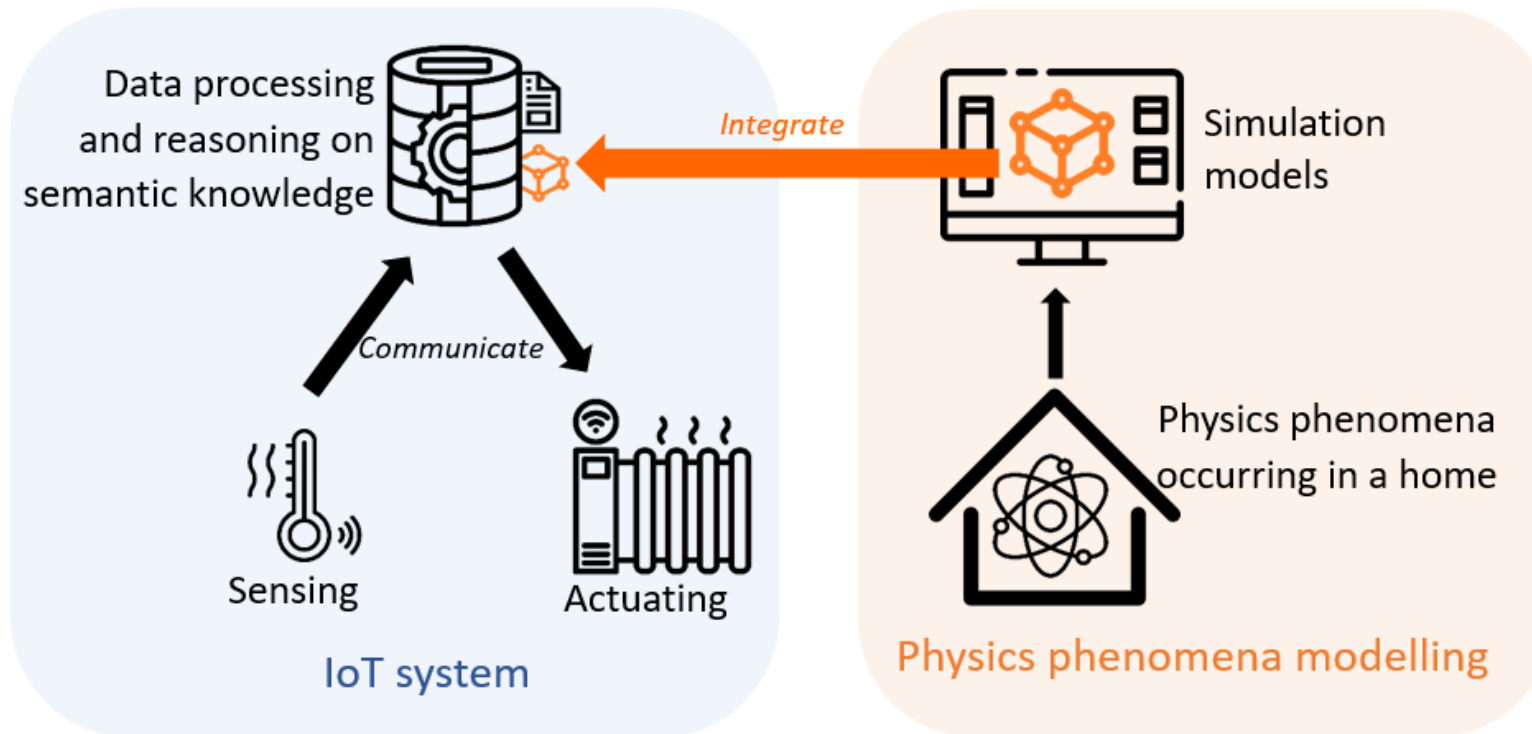 Data processing
and reasoning on
semantic knowledge
Integrate
Simulation
models
Communicate
Physics phenomena
occurring in a home
Sensing
Actuating
IoT system
Physics phenomena modelling